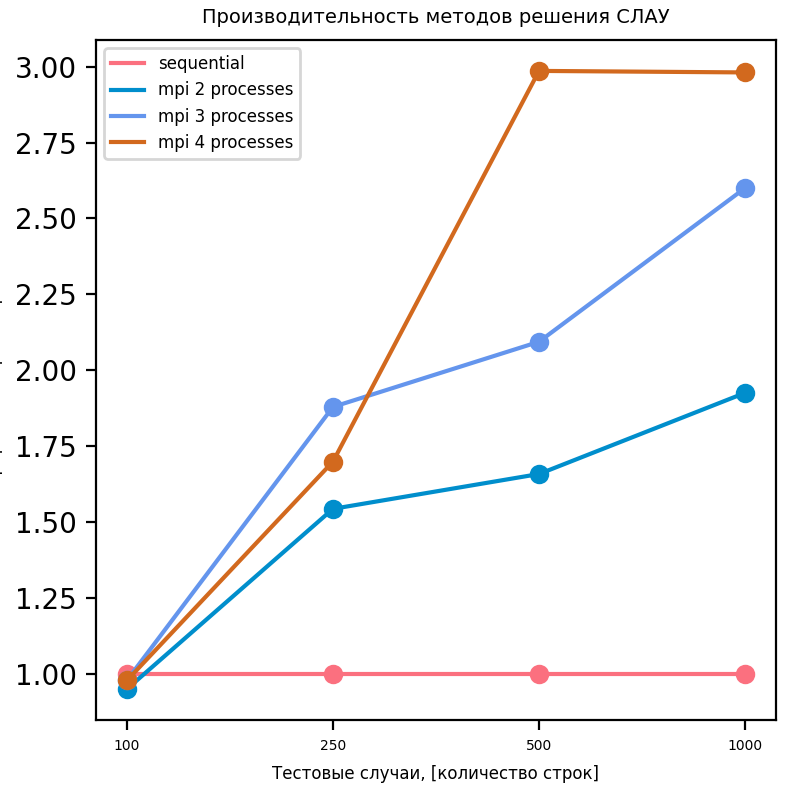 Производительность методов решения СЛАУ
sequential
mpi 2 processes
mpi 3 processes
mpi 4 processes
3.00
2.75
2.50
2.25
2.00
1.75
1.50
1.25
1.00
100 250 500 1000
Тестовые случаи, [количество строк]